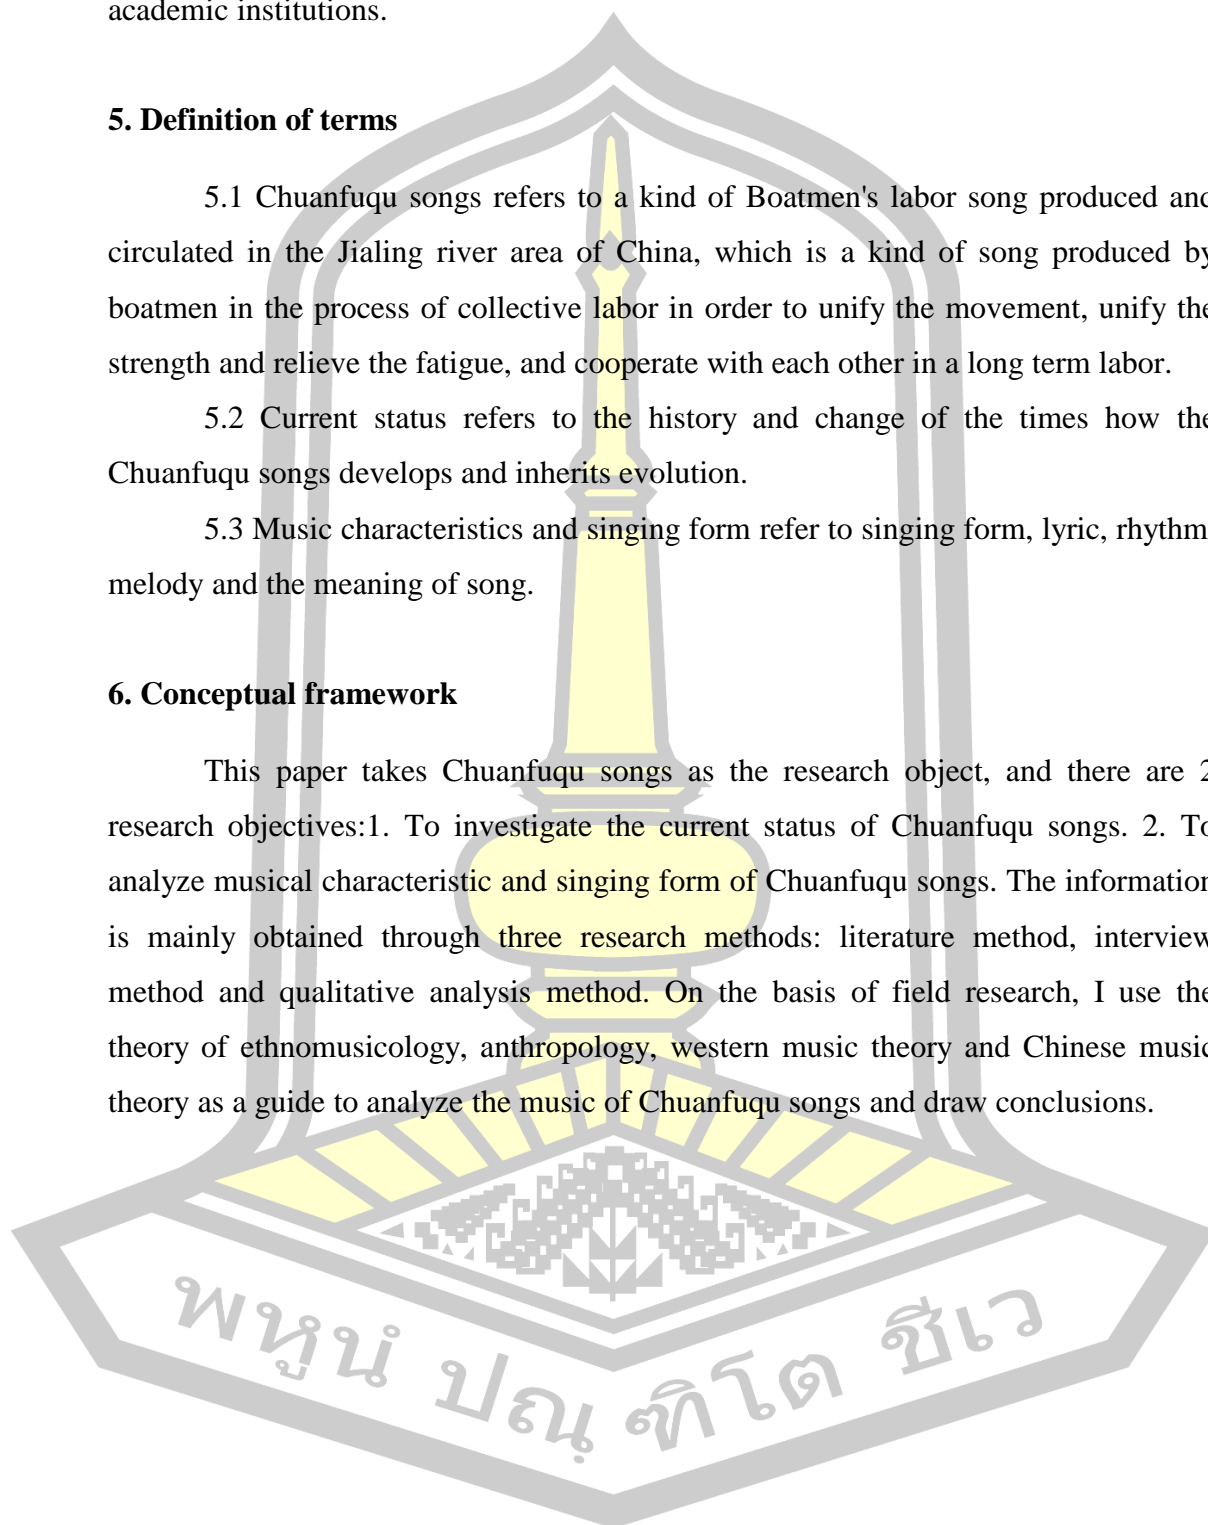 academic institutions.
5. Definition of terms
5.1 Chuanfuqu songs refers to a kind of Boatmen's labor song produced and
circulated in the Jialing river area of China, which is a kind of song produced by
boatmen in the process of collective labor in order to unify the movement, unify the
strength and relieve the fatigue, and cooperate with each other in a long term labor.
5.2 Current status refers to the history and change of the times how the
Chuanfuqu songs develops and inherits evolution.
5.3 Music characteristics and singing form refer to singing form, lyric, rhythm
melody and the meaning of song.
6. Conceptual framework
This paper takes Chuanfuqu songs as the research object, and there are 2
research objectives:1. To investigate the current status of Chuanfuqu songs. 2. To
analyze musical characteristic and singing form of Chuanfuqu songs. The information
is mainly obtained through three research methods: literature method, interview
method and qualitative analysis method. On the basis of field research, I use the
theory of ethnomusicology, anthropology, western music theory and Chinese music
theory as a guide to analyze the music of Chuanfuqu songs and draw conclusions.
พหูนํ ปณฺฑิโต ชีเว